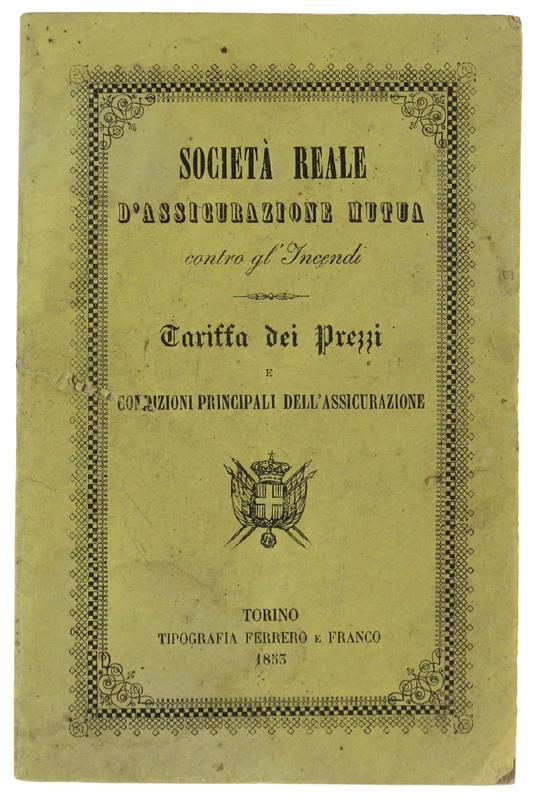 SOCIETÀ REALE
D'ASSICURAZIONE MUTUA
contro gl'Incendi
Tariffa dei Prezzi
E
CONDIZIONI PRINCIPALI DELL'ASSICURAZIONE
TORINO
TIPOGRAFIA FERRERO E FRANCO
1853